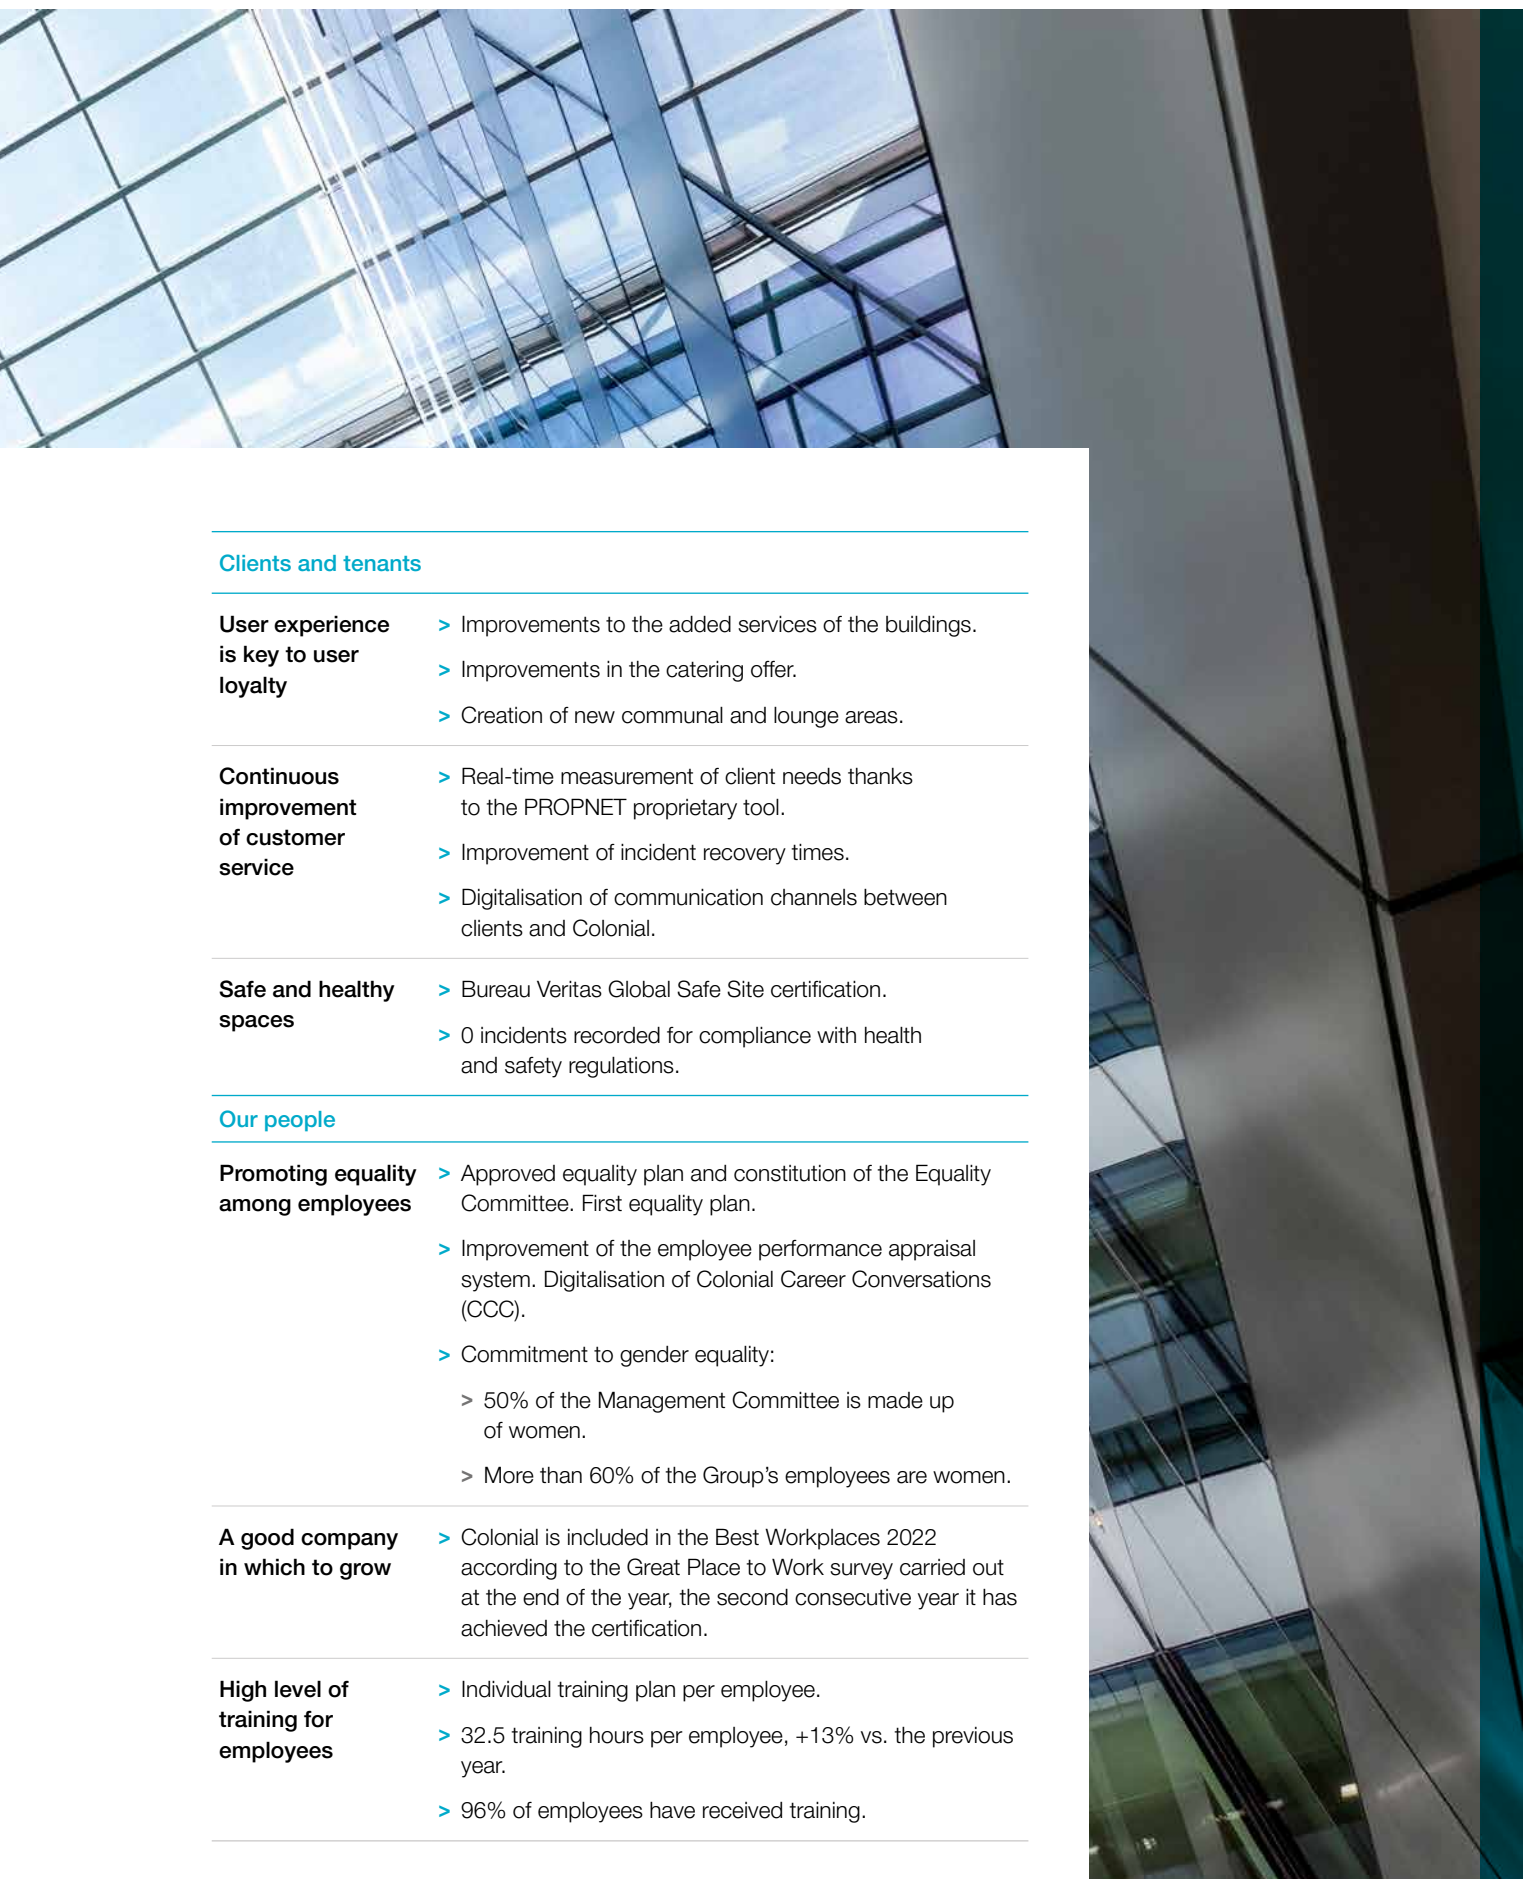 Clients and tenants
User experience
is key to user
loyalty
> Improvements to the added services of the buildings.
> Improvements in the catering offer.
> Creation of new communal and lounge areas.
Continuous
improvement
of customer
service
> Real-time measurement of client needs thanks
to the PROPNET proprietary tool.
> Improvement of incident recovery times.
> Digitalisation of communication channels between
clients and Colonial.
Safe and healthy
spaces
> Bureau Veritas Global Safe Site certification.
> 0 incidents recorded for compliance with health
and safety regulations.
Our people
Promoting equality
among employees
> Approved equality plan and constitution of the Equality
Committee. First equality plan.
> Improvement of the employee performance appraisal
system. Digitalisation of Colonial Career Conversations
(CCC).
> Commitment to gender equality:
> 50% of the Management Committee is made up
of women.
> More than 60% of the Group’s employees are women.
A good company
in which to grow
> Colonial is included in the Best Workplaces 2022
according to the Great Place to Work survey carried out
at the end of the year, the second consecutive year it has
achieved the certification.
High level of
training for
employees
> Individual training plan per employee.
> 32.5 training hours per employee, +13% vs. the previous
year.
> 96% of employees have received training.